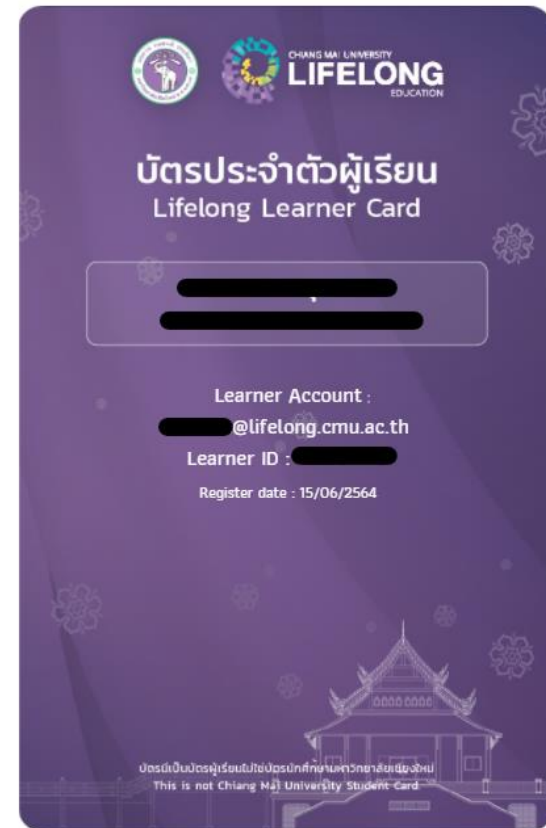 CHIANG MAI UNIVERSITY
LIFELONG
EDUCATION
บัตรประจำตัวผู้เรียน
Lifelong Learner Card
Learner Account :
@lifelong.cmu.ac.th
Learner ID :
Register date : 15/06/2564
บัตรนี้เป็นบัตรผู้เรียนไม่ใช่บัตรนักศึกษามหาวิทยาลัยเชียงใหม่
This is not Chiang Mai University Student Card